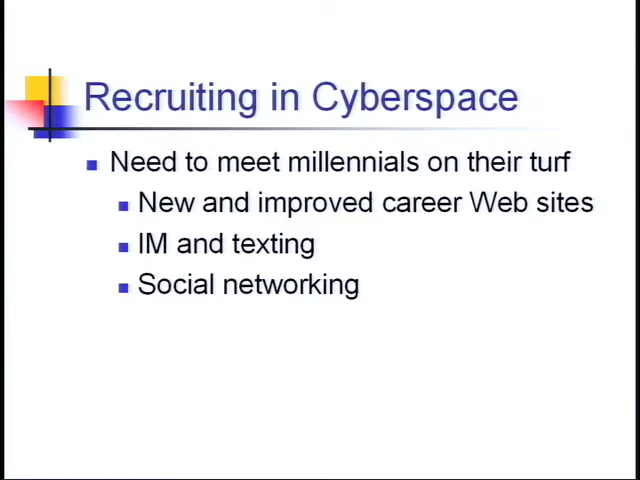 Recruiting in Cyberspace
Need to meet millennials on their turf
New and improved career Web sites
IM and texting
Social networking